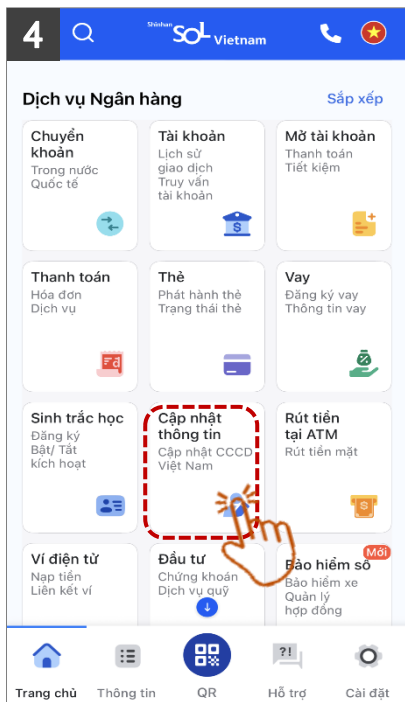 4
Shinhan SOL Vietnam
Dịch vụ Ngân hàng
Sắp xếp
Chuyển
khoản
Trong nước
Quốc tế
Tài khoản
Lịch sử
giao dịch
Truy vấn
tài khoản
Mở tài khoản
Thanh toán
Tiết kiệm
Thanh toán
Hóa đơn
Dịch vụ
Thẻ
Phát hành thẻ
Trạng thái thẻ
Vay
Đăng ký vay
Thông tin vay
Sinh trắc học
Đăng ký
Bật/ Tắt
kích hoạt
Cập nhật
thông tin
Cập nhật CCCD
Việt Nam
Rút tiền
tại ATM
Rút tiền mặt
Ví điện tử
Nạp tiền
Liên kết ví
Đầu tư
Chứng khoán
Dịch vụ quỹ
Mới
Bảo hiểm số
Bảo hiểm xe
Quản lý
hợp đồng
Trang chủ
Thông tin
QR
?!
Hỗ trợ
Cài đặt